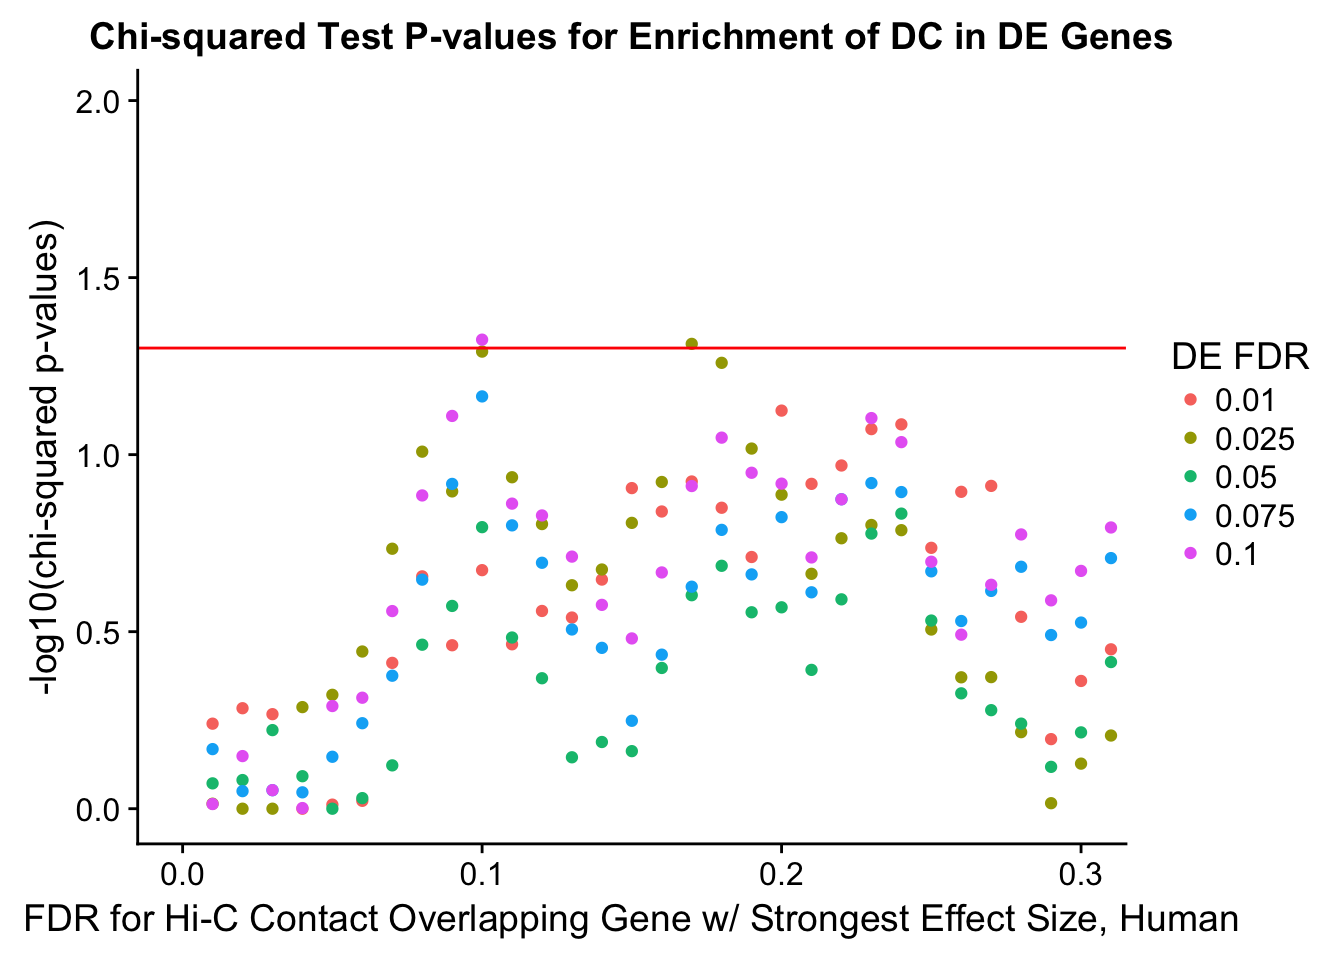 Chi-squared Test P-values for Enrichment of DC in DE Genes
-log10(chi-squared p-values)
2.0
1.5
1.0
0.5
0.0
0.0 0.1 0.2 0.3
FDR for Hi-C Contact Overlapping Gene w/ Strongest Effect Size, Human
DE FDR
0.01
0.025
0.05
0.075
0.1